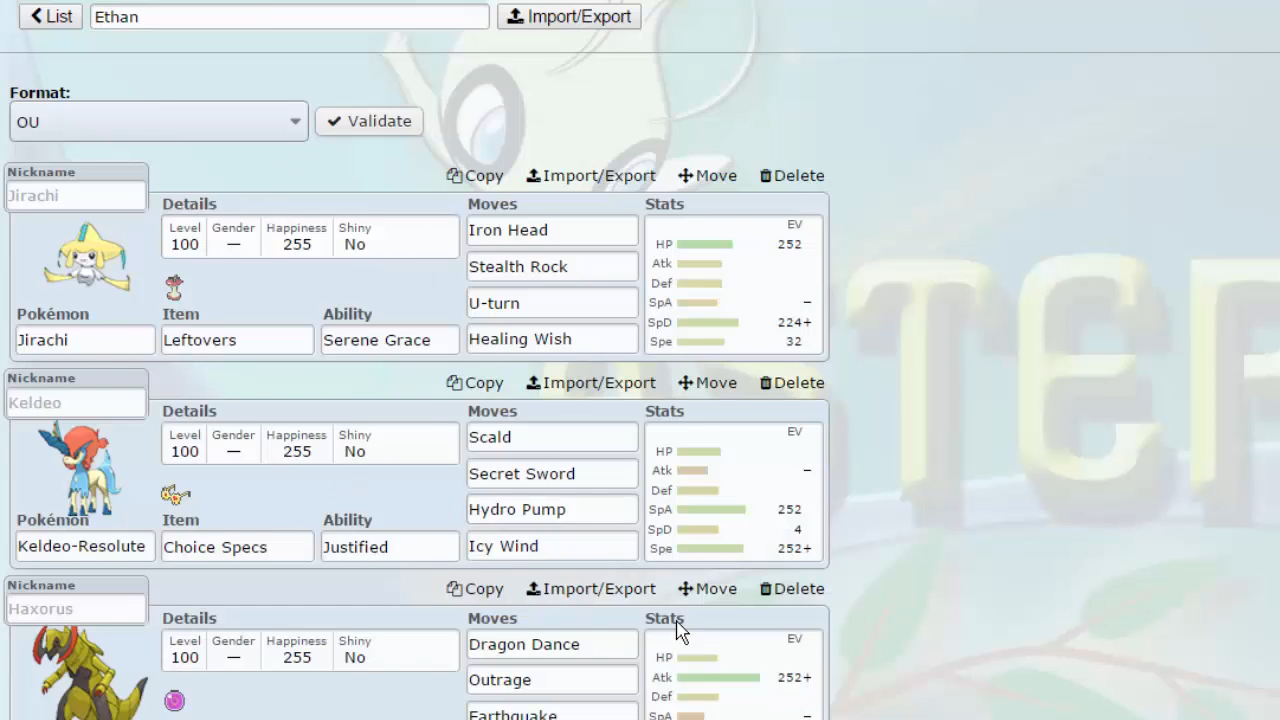 List
Ethan
Import/Export
Format:
OU
Validate
Nickname
Jirachi
Copy Import/Export Move Delete
Details
Level Gender Happiness Shiny
100 — 255 No
Pokémon Item Ability
Jirachi Leftovers Serene Grace
Moves
Iron Head
Stealth Rock
U-turn
Healing Wish
Stats
EV
HP 252
Atk
Def
SpA –
SpD 224+
Spe 32
Nickname
Keldeo
Copy Import/Export Move Delete
Details
Level Gender Happiness Shiny
100 — 255 No
Pokémon Item Ability
Keldeo-Resolute Choice Specs Justified
Moves
Scald
Secret Sword
Hydro Pump
Icy Wind
Stats
EV
HP
Atk –
Def
SpA 252
SpD 4
Spe 252+
Nickname
Haxorus
Copy Import/Export Move Delete
Details
Level Gender Happiness Shiny
100 — 255 No
Moves
Dragon Dance
Outrage
Earthquake
Stats
EV
HP
Atk 252+
Def
SpA –